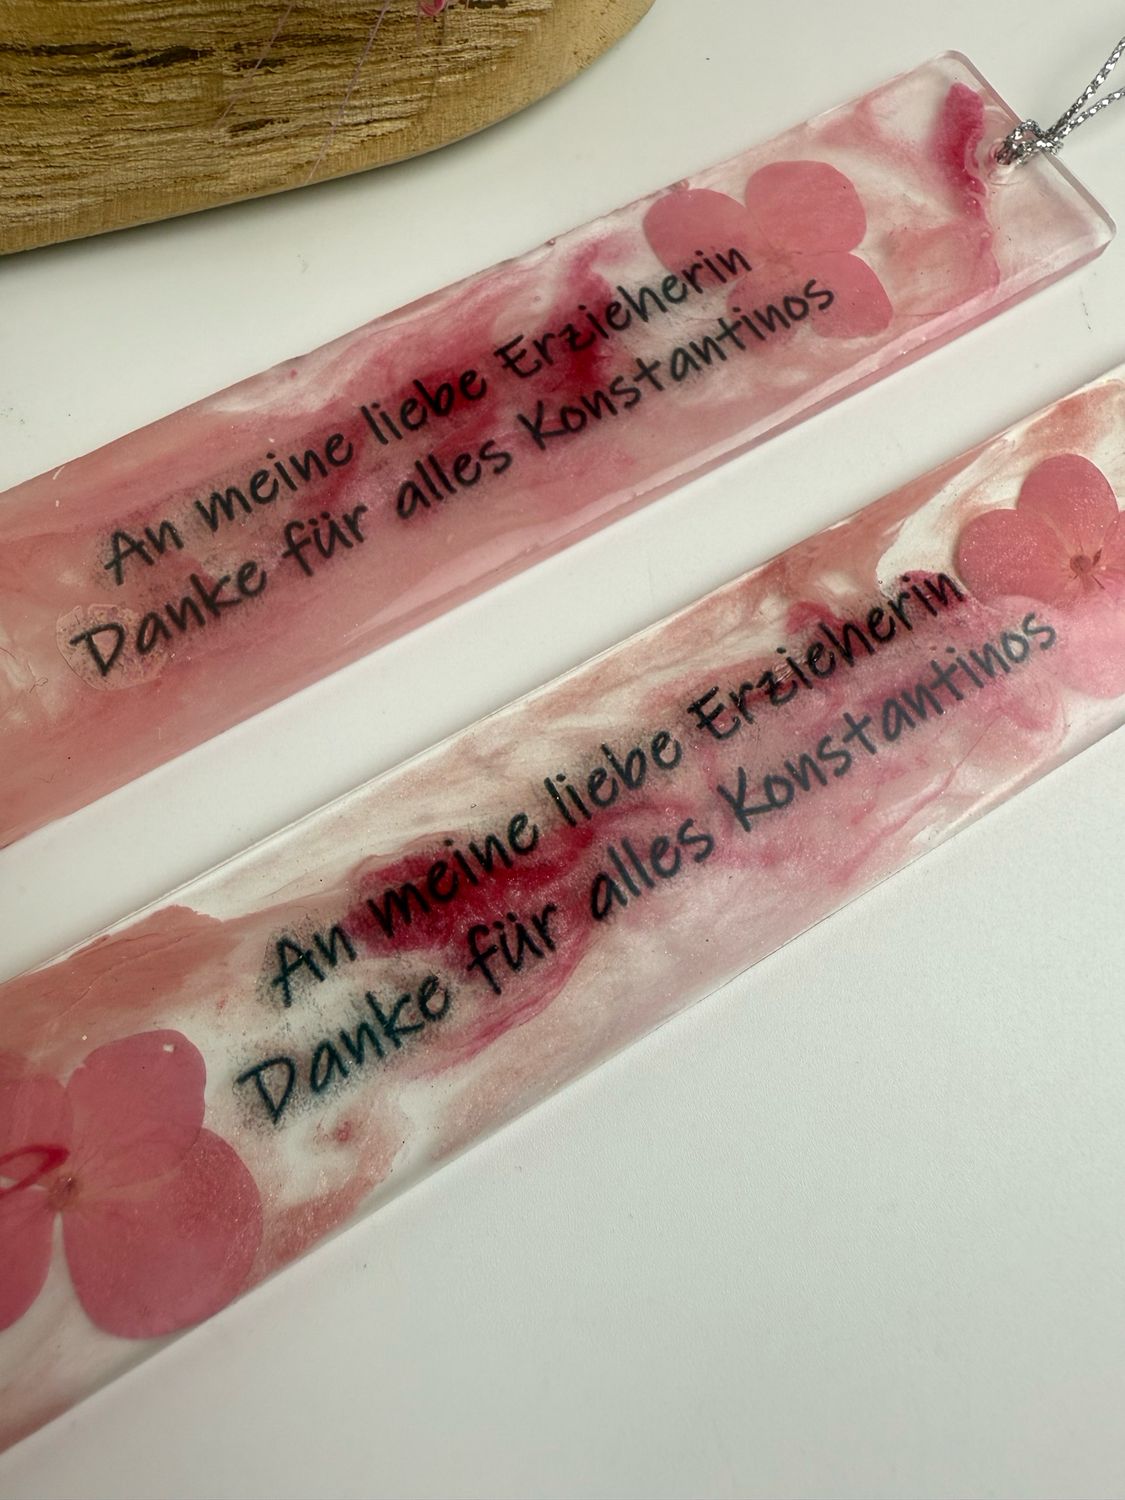 An meine liebe Erzieherin
Danke für alles Konstantinos
An meine liebe Erzieherin
Danke für alles Konstantinos